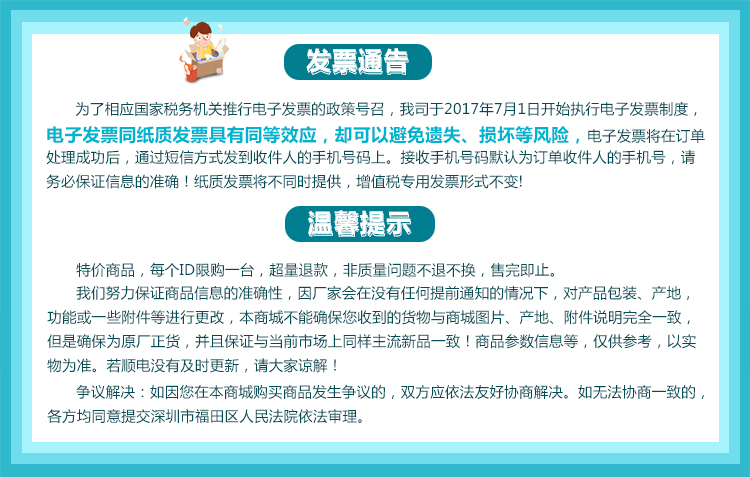 发票通告
为了相应国家税务机关推行电子发票的政策号召，我司于2017年7月1日开始执行电子发票制度，
电子发票同纸质发票具有同等效应，却可以避免遗失、损坏等风险，电子发票将在订单
处理成功后，通过短信方式发到收件人的手机号码上。接收手机号码默认为订单收件人的手机号，请
务必保证信息的准确！纸质发票将不同时提供，增值税专用发票形式不变!
温馨提示
特价商品，每个ID限购一台，超量退款，非质量问题不退不换，售完即止。
我们努力保证商品信息的准确性，因厂家会在没有任何提前通知的情况下，对产品包装、产地，
功能或一些附件等进行更改，本商城不能确保您收到的货物与商城图片、产地、附件说明完全一致，
但是确保为原厂正货，并且保证与当前市场上同样主流新品一致！商品参数信息等，仅供参考，以实
物为准。若顺电没有及时更新，请大家谅解！
争议解决：如因您在本商城购买商品发生争议的，双方应依法友好协商解决。如无法协商一致的，
各方均同意提交深圳市福田区人民法院依法审理。